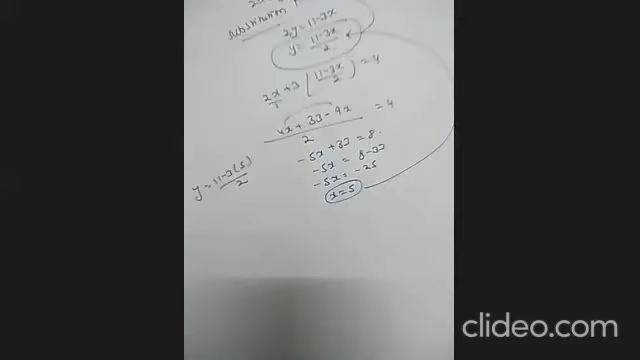 substitution
2y = 11-3x
y = 11-3x/2
2x/1 + 3 (11-3x/2) = 4
4x + 33 - 9x/2 = 4
-5x + 33 = 8
-5x = 8-33
-5x = -25
x = 5
y = 11-3(5)/2
clideo.com